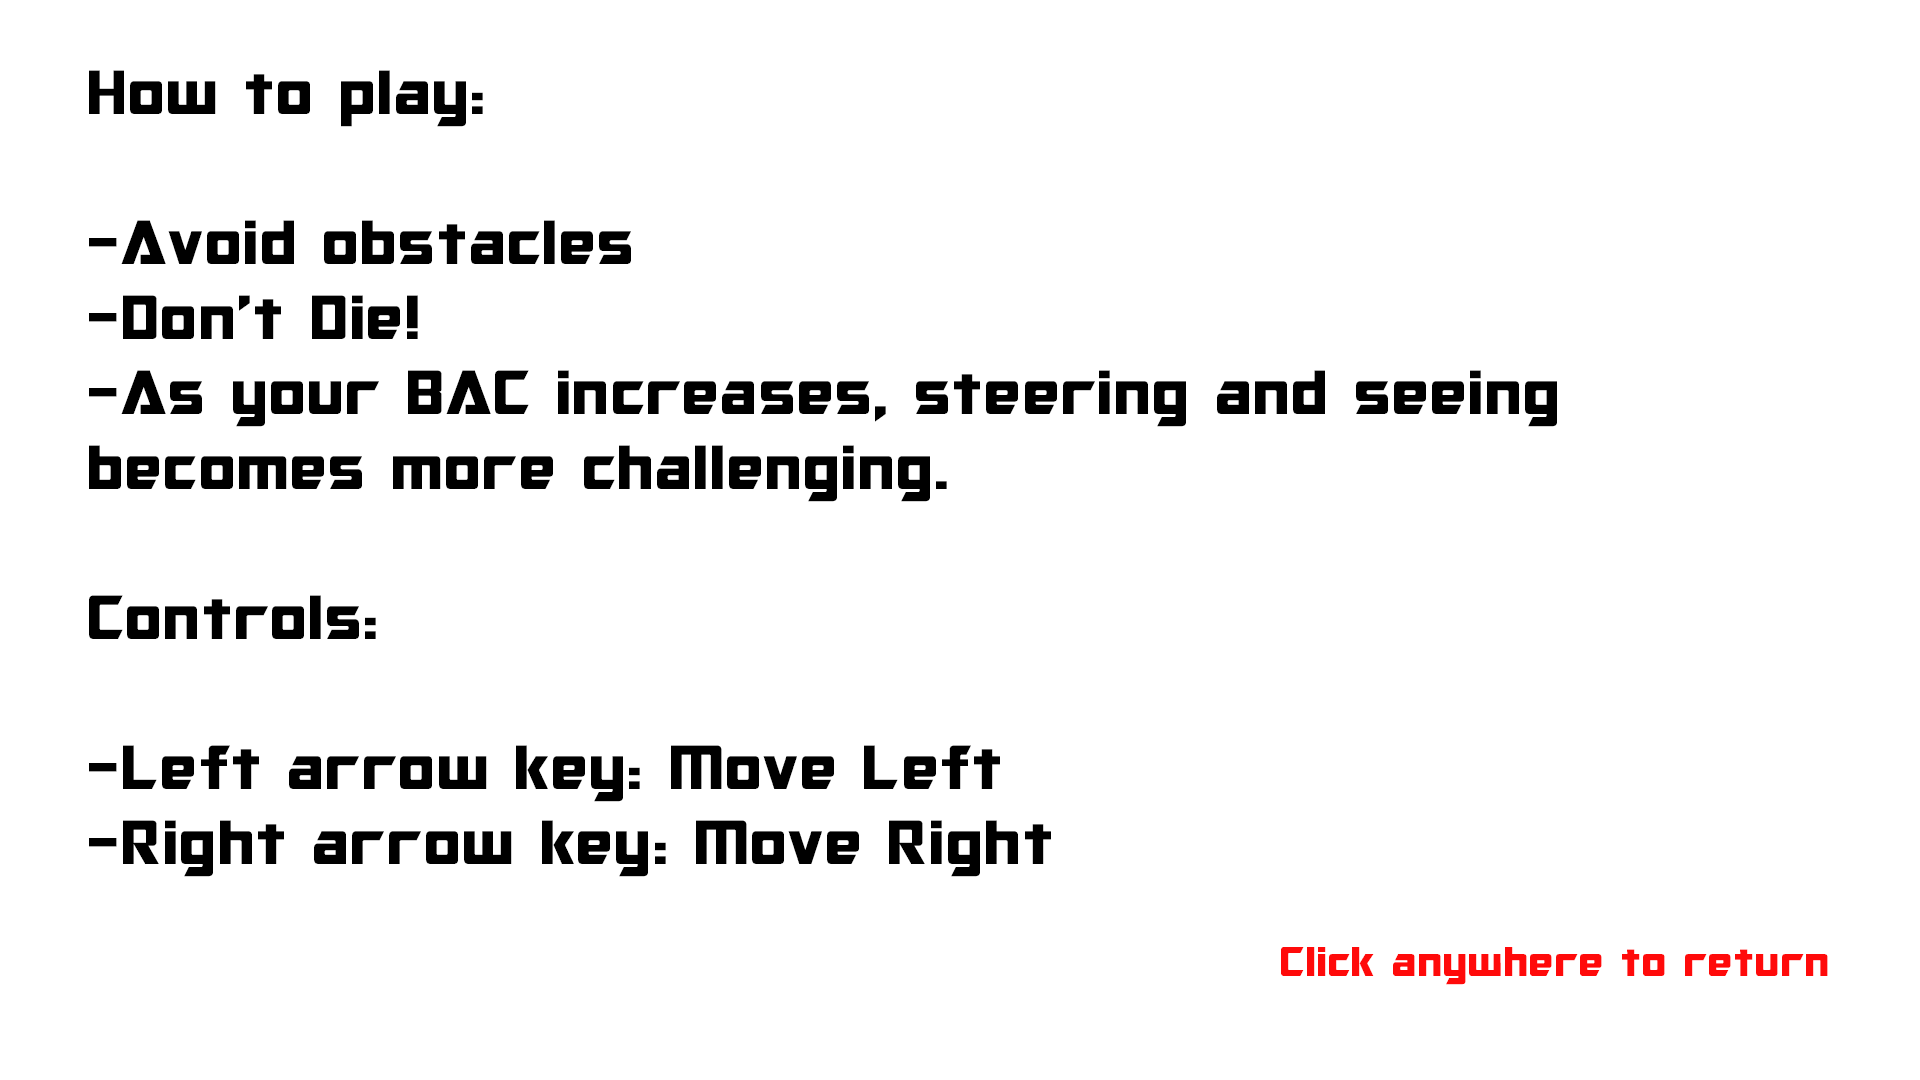 How to play:
-Avoid obstacles
-Don't Die!
-As your BAC increases, steering and seeing
becomes more challenging.
Controls:
-Left arrow key: Move Left
-Right arrow key: Move Right
Click anywhere to return